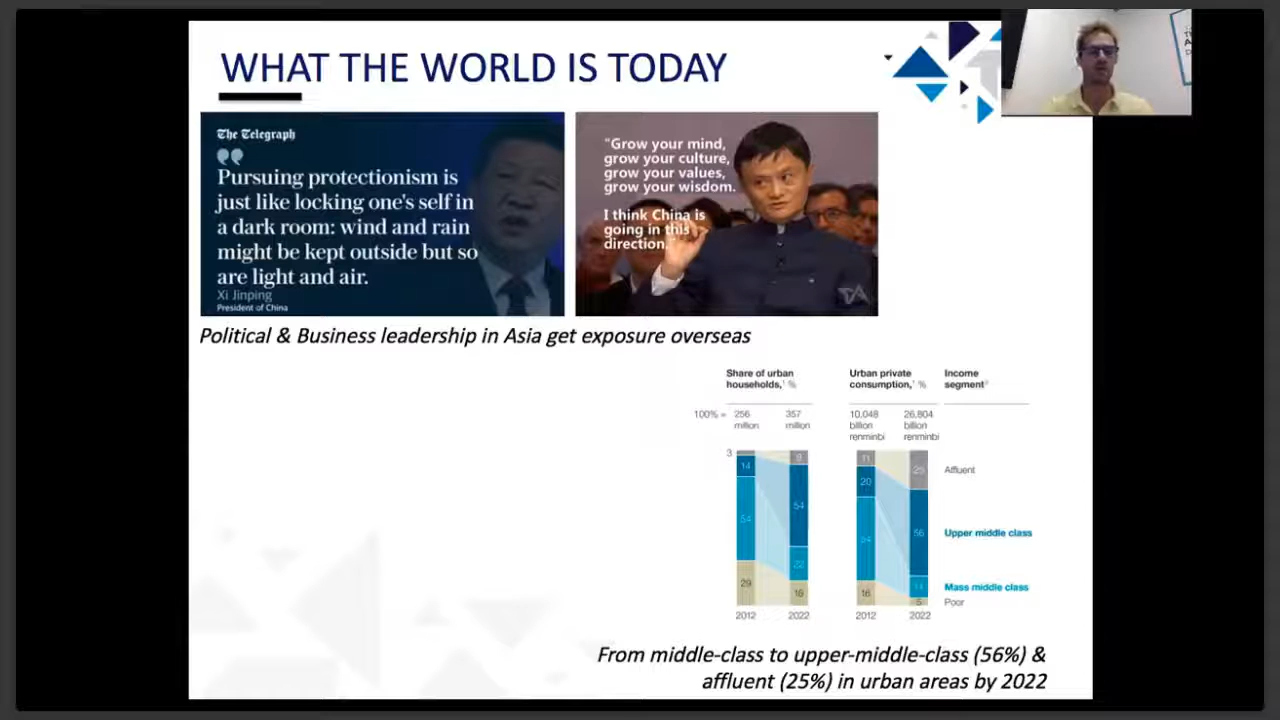 WHAT THE WORLD IS TODAY
The Telegraph
Pursuing protectionism is
just like locking one's self in
a dark room: wind and rain
might be kept outside but so
are light and air.
Xi Jinping
President of China
"Grow your mind,
grow your culture,
grow your values,
grow your wisdom.
I think China is
going in this
direction."
Political & Business leadership in Asia get exposure overseas
Share of urban
households,¹ %
Urban private
consumption,¹ %
Income
segment²
100% =
256
million
357
million
10,048
billion
renminbi
26,804
billion
renminbi
3
14
54
29
9
54
22
16
11
20
54
16
25
56
14
5
Affluent
Upper middle class
Mass middle class
Poor
2012
2022
2012
2022
From middle-class to upper-middle-class (56%) &
affluent (25%) in urban areas by 2022